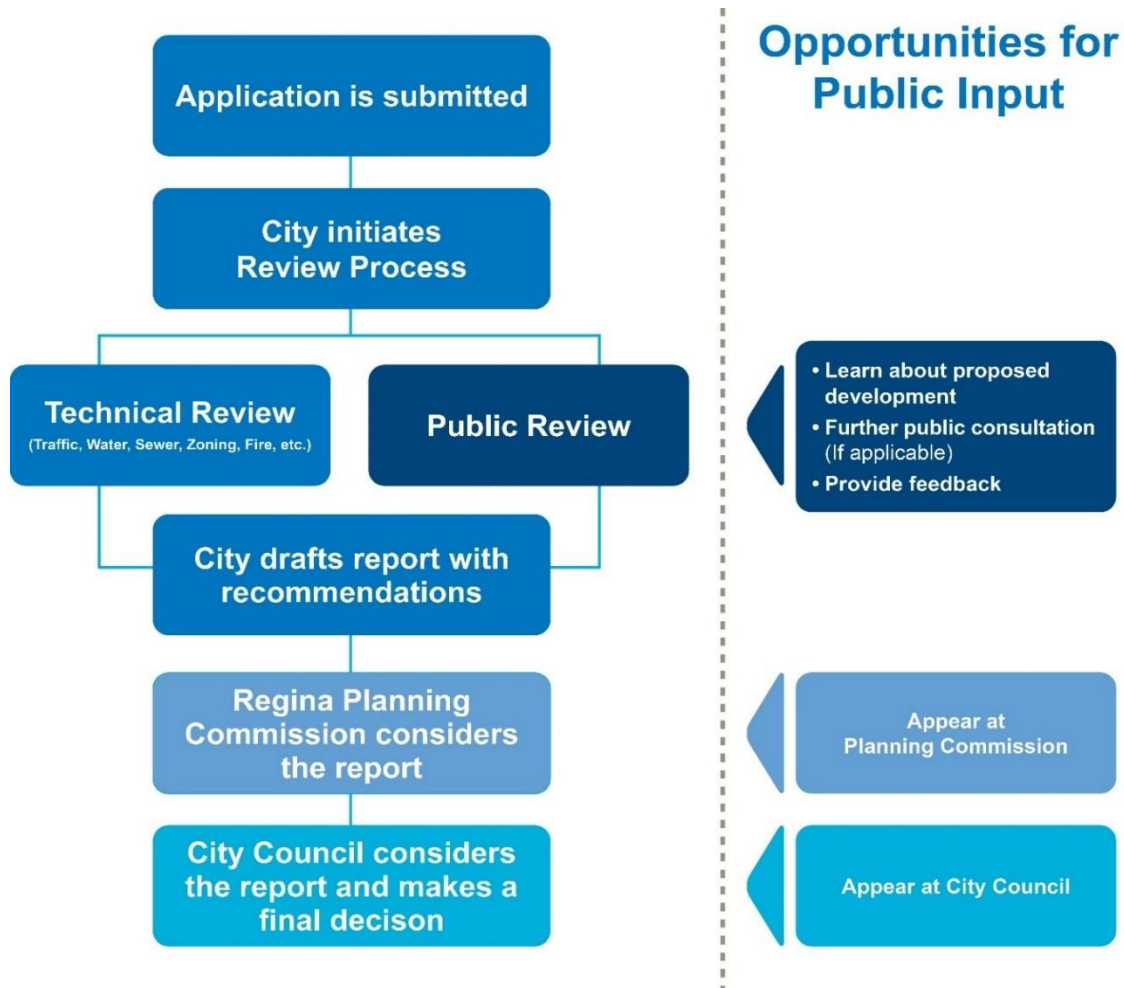 Opportunities for
Public Input
Application is submitted
City initiates
Review Process
Technical Review
(Traffic, Water, Sewer, Zoning, Fire, etc.)
Public Review
• Learn about proposed
development
• Further public consultation
(If applicable)
• Provide feedback
City drafts report with
recommendations
Regina Planning
Commission considers
the report
Appear at
Planning Commission
City Council considers
the report and makes a
final decison
Appear at City Council